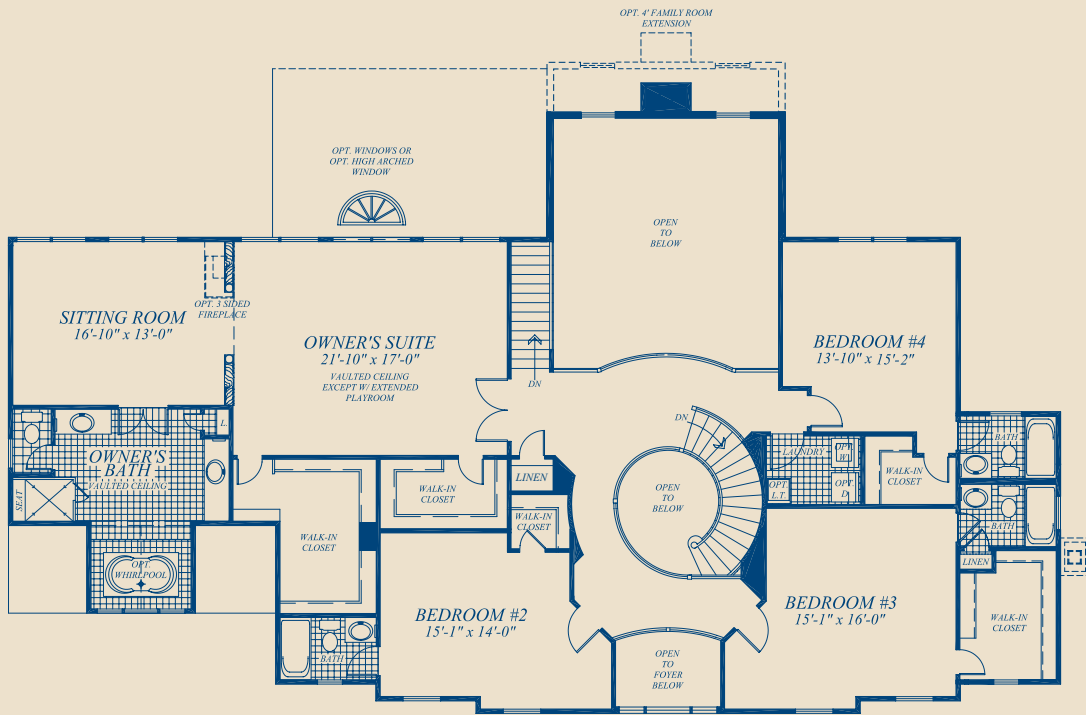 OPT. 4' FAMILY ROOM
EXTENSION
OPT. WINDOWS OR
OPT. HIGH ARCHED
WINDOW
OPEN
TO
BELOW
SITTING ROOM
16'-10" x 13'-0"
OPT. 3 SIDED
FIREPLACE
OWNER'S SUITE
21'-10" x 17'-0"
VAULTED CEILING
EXCEPT W/ EXTENDED
PLAYROOM
DN
BEDROOM #4
13'-10" x 15'-2"
L.
OWNER'S
BATH
VAULTED CEILING
SEAT
OPT.
WHIRLPOOL
WALK-IN
CLOSET
WALK-IN
CLOSET
LINEN
WALK-IN
CLOSET
DN
OPEN
TO
BELOW
LAUNDRY
OPT.
W.
OPT.
L.T.
OPT.
D
WALK-IN
CLOSET
BATH
BATH
LINEN
WALK-IN
CLOSET
BEDROOM #2
15'-1" x 14'-0"
BATH
OPEN
TO
FOYER
BELOW
BEDROOM #3
15'-1" x 16'-0"